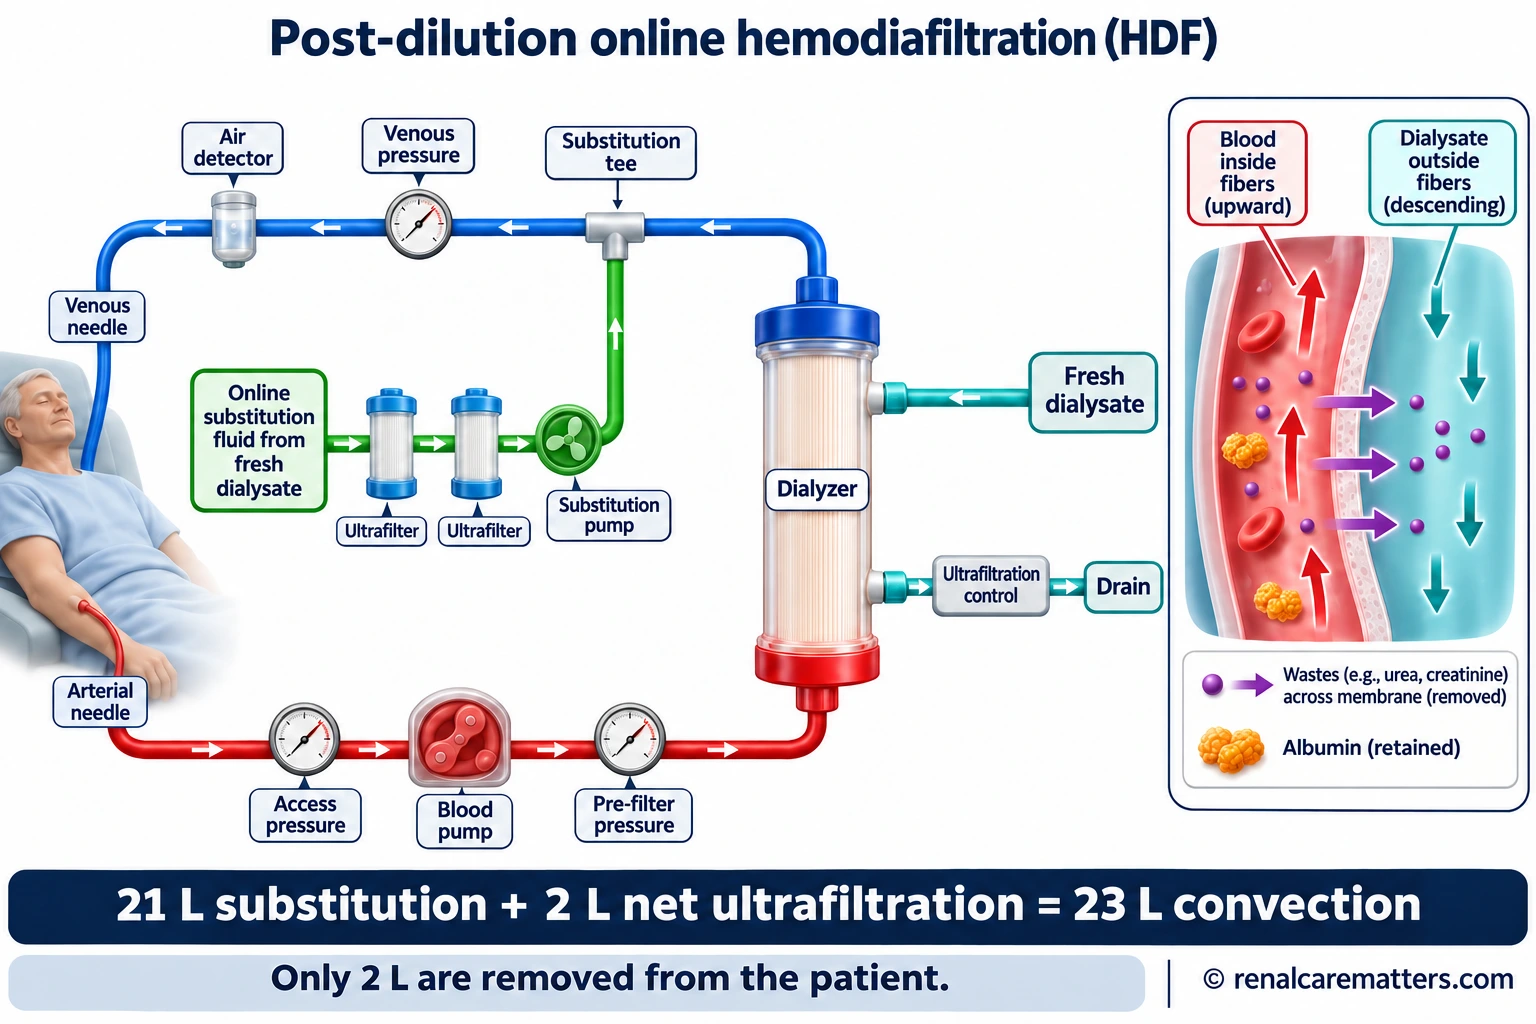 Post-dilution online hemodiafiltration (HDF)
Air
detector
Venous
pressure
Substitution
tee
Venous
needle
Online
substitution
fluid from
fresh
dialysate
Ultrafilter
Ultrafilter
Substitution
pump
Dialyzer
Fresh
dialysate
Ultrafiltration
control
Drain
Arterial
needle
Access
pressure
Blood
pump
Pre-filter
pressure
Blood
inside
fibers
(upward)
Dialysate
outside
fibers
(descending)
Wastes (e.g., urea, creatinine)
across membrane (removed)
Albumin (retained)
21 L substitution + 2 L net ultrafiltration = 23 L convection
Only 2 L are removed from the patient.
© renalcarematters.com